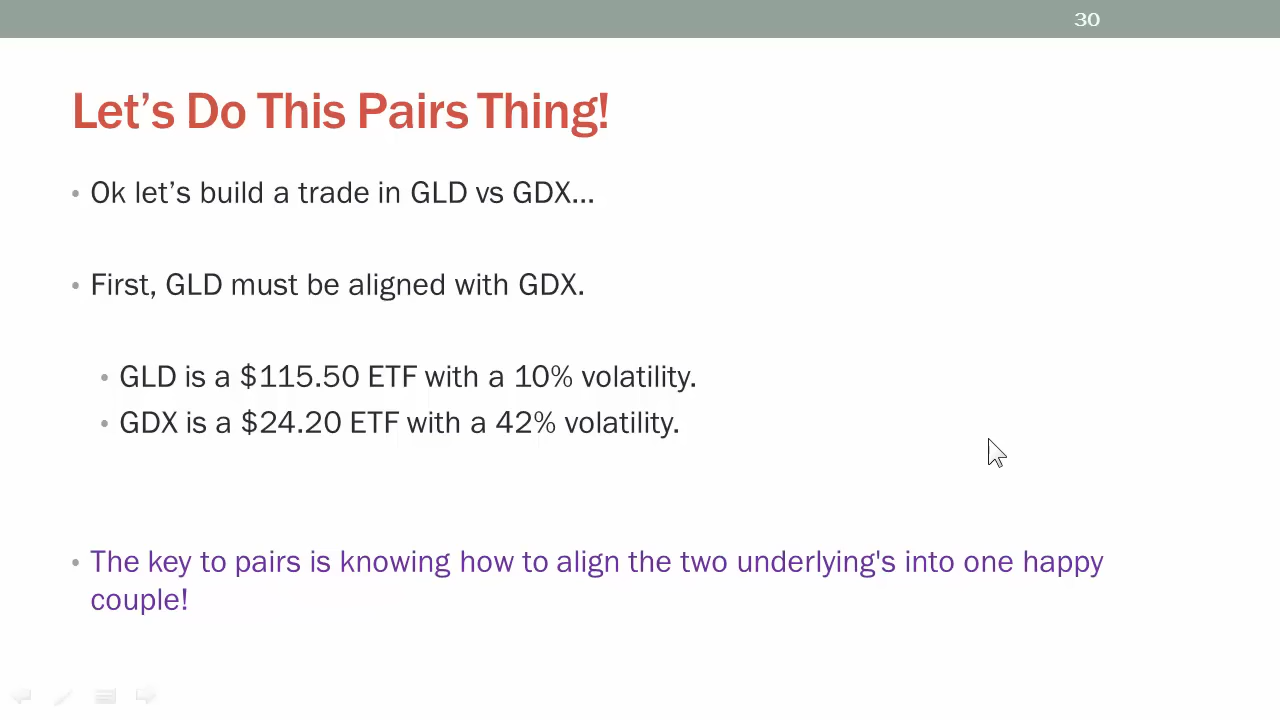 30
Let’s Do This Pairs Thing!
• Ok let’s build a trade in GLD vs GDX...
• First, GLD must be aligned with GDX.
• GLD is a $115.50 ETF with a 10% volatility.
• GDX is a $24.20 ETF with a 42% volatility.
• The key to pairs is knowing how to align the two underlying's into one happy
couple!